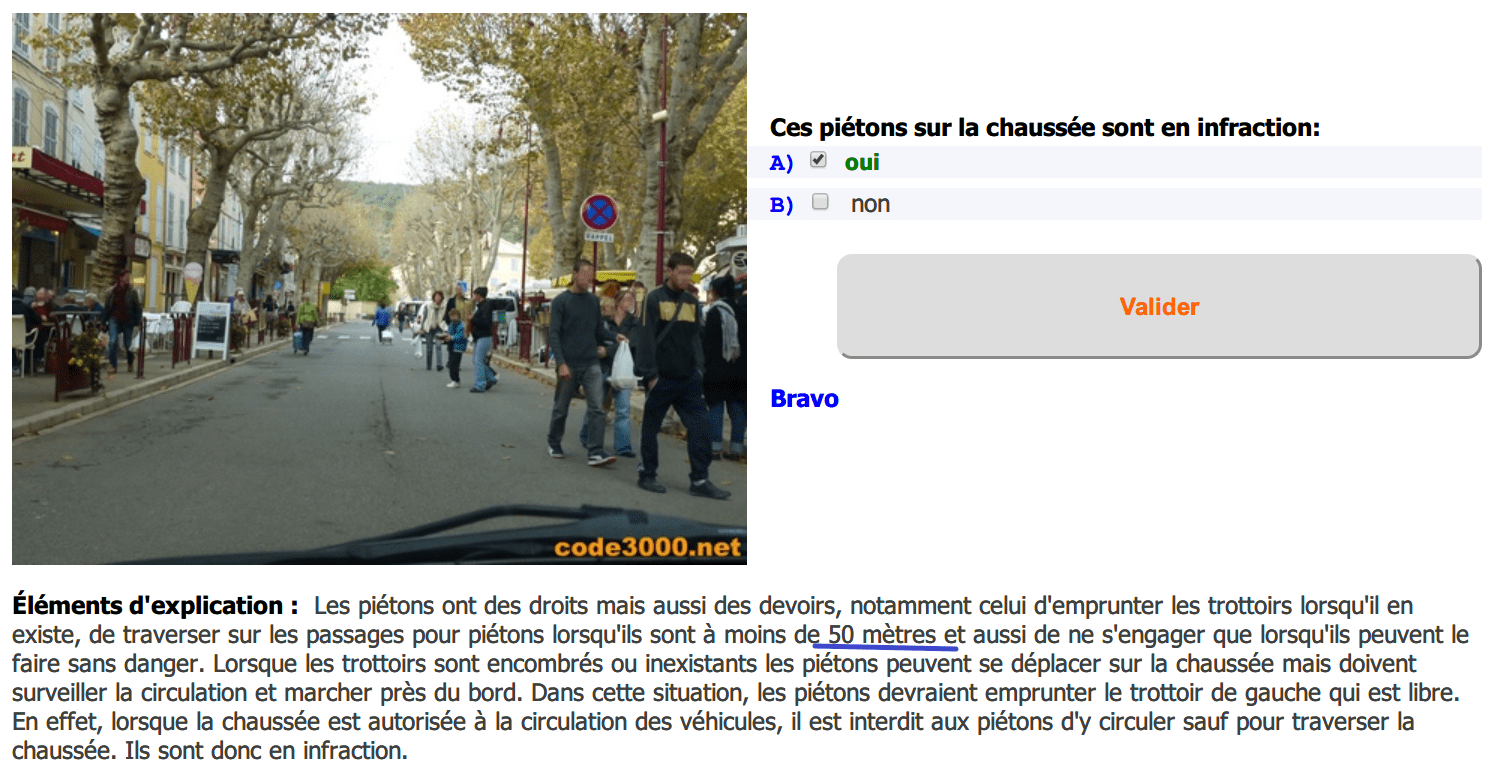 t
RAPPEL
code3000.net
Ces piétons sur la chaussée sont en infraction:
A) oui
B) non
Valider
Bravo
Éléments d'explication : Les piétons ont des droits mais aussi des devoirs, notamment celui d'emprunter les trottoirs lorsqu'il en
existe, de traverser sur les passages pour piétons lorsqu'ils sont à moins de 50 mètres et aussi de ne s'engager que lorsqu'ils peuvent le
faire sans danger. Lorsque les trottoirs sont encombrés ou inexistants les piétons peuvent se déplacer sur la chaussée mais doivent
surveiller la circulation et marcher près du bord. Dans cette situation, les piétons devraient emprunter le trottoir de gauche qui est libre.
En effet, lorsque la chaussée est autorisée à la circulation des véhicules, il est interdit aux piétons d'y circuler sauf pour traverser la
chaussée. Ils sont donc en infraction.